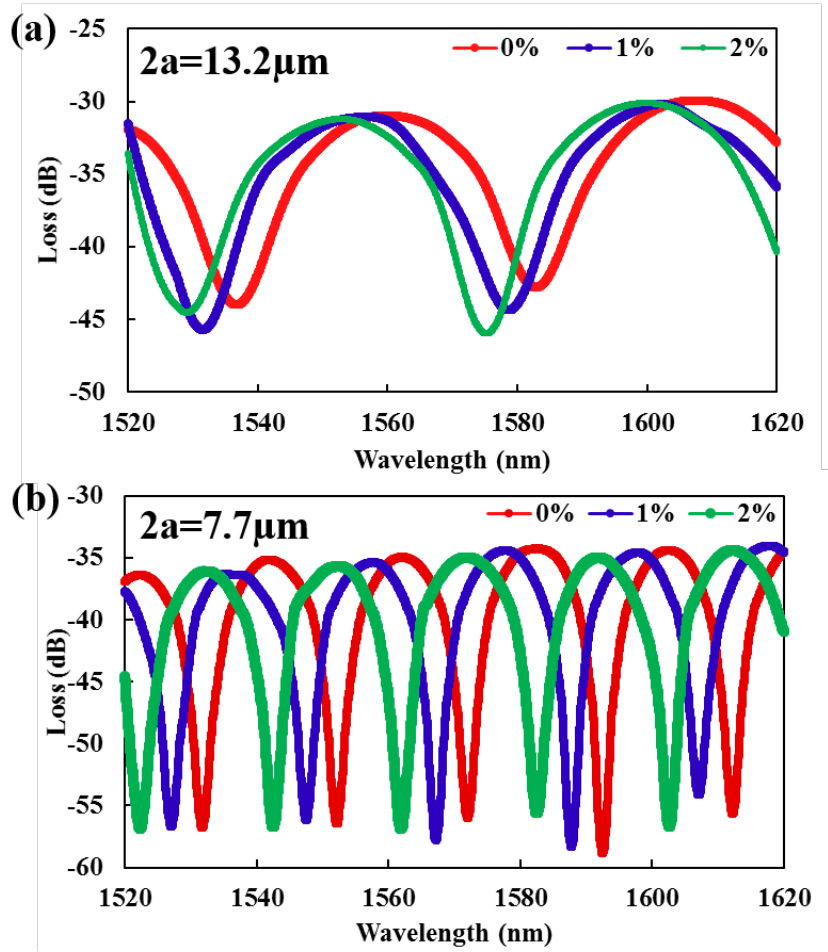 (a)
2a=13.2μm
0% 1% 2%
-25
-30
-35
-40
-45
-50
Loss (dB)
1520 1540 1560 1580 1600 1620
Wavelength (nm)
(b)
2a=7.7μm
0% 1% 2%
-30
-35
-40
-45
-50
-55
-60
Loss (dB)
1520 1540 1560 1580 1600 1620
Wavelength (nm)